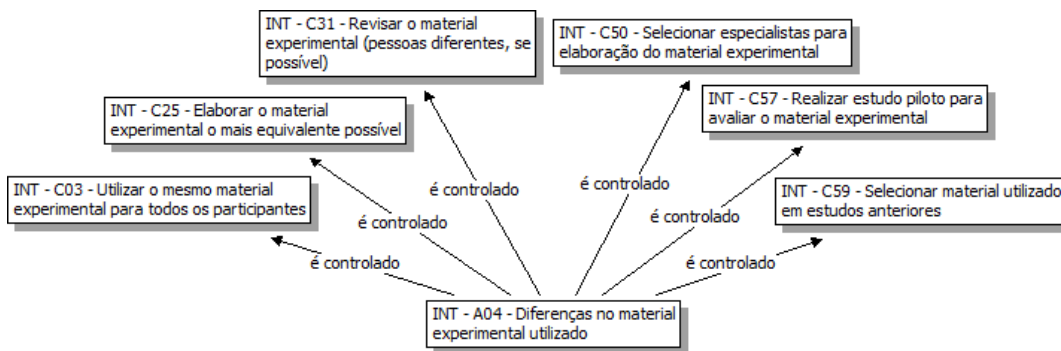 INT - C31 - Revisar o material
experimental (pessoas diferentes, se
possível)
INT - C50 - Selecionar especialistas para
elaboração do material experimental
INT - C25 - Elaborar o material
experimental o mais equivalente possível
INT - C57 - Realizar estudo piloto para
avaliar o material experimental
INT - C03 - Utilizar o mesmo material
experimental para todos os participantes
INT - C59 - Selecionar material utilizado
em estudos anteriores
é controlado
é controlado
é controlado
é controlado
é controlado
é controlado
INT - A04 - Diferenças no material
experimental utilizado